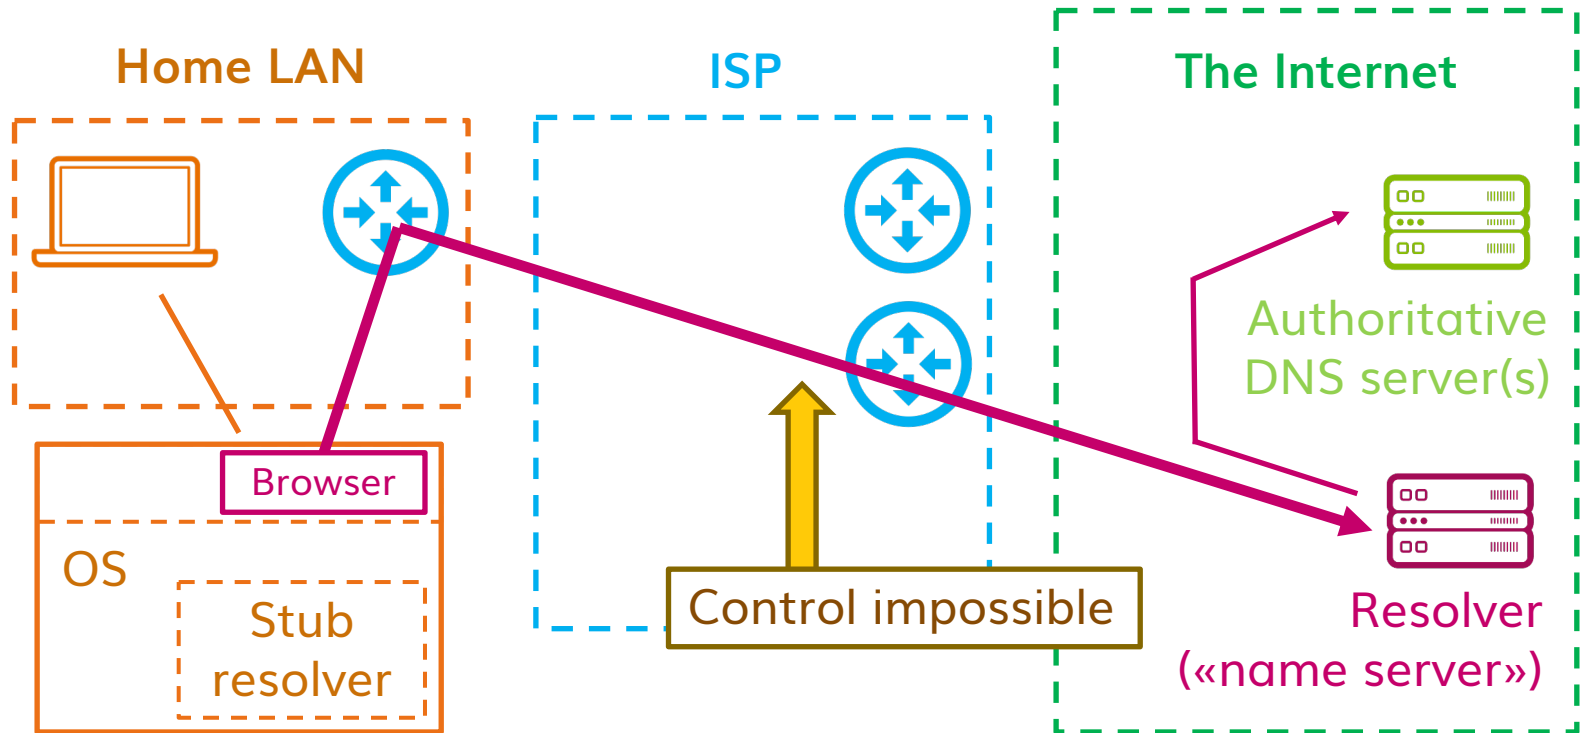 Home LAN
ISP
The Internet
Authoritative
DNS server(s)
Browser
OS
Stub
resolver
Control impossible
Resolver
(«name server»)